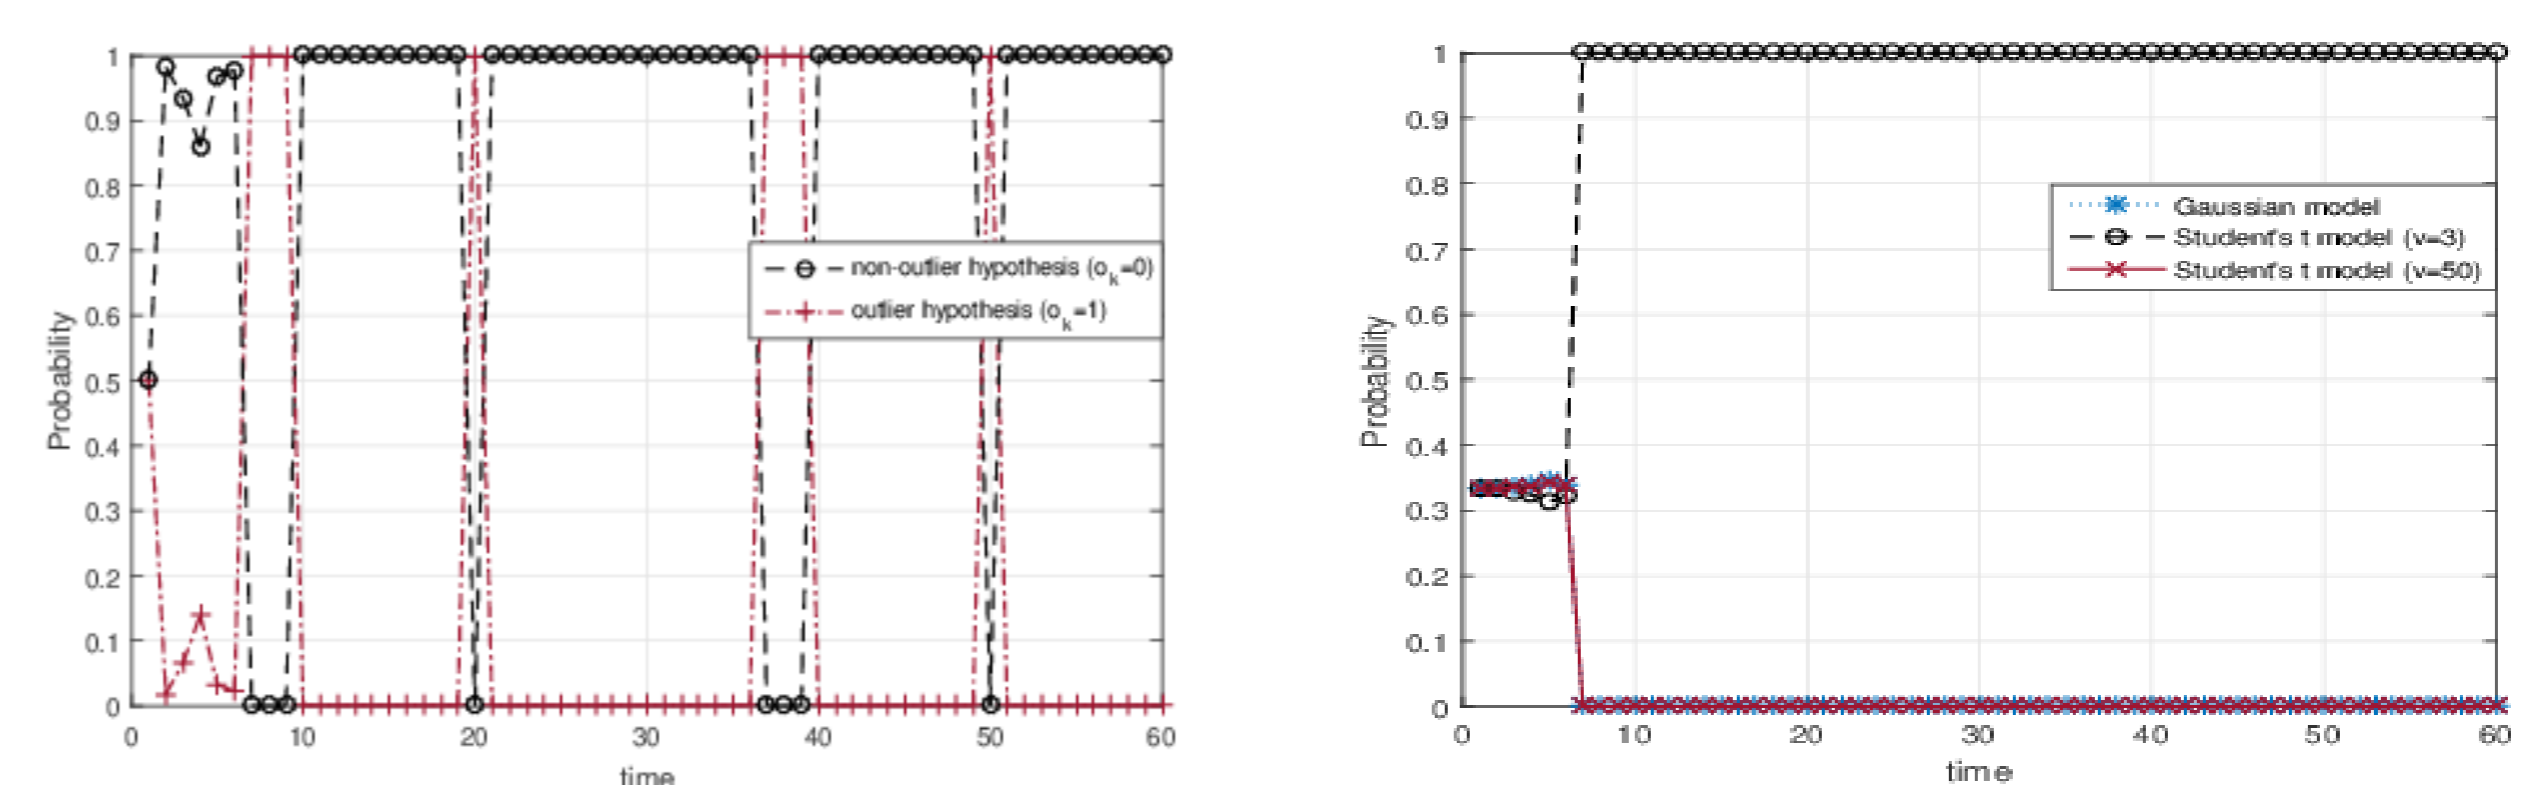 1
0.9
0.8
0.7
0.6
0.5
0.4
0.3
0.2
0.1
0
Probability
non-outlier hypothesis (o_k=0)
outlier hypothesis (o_k=1)
0 10 20 30 40 50 60
time
1
0.9
0.8
0.7
0.6
0.5
0.4
0.3
0.2
0.1
0
Probability
Gaussian model
Student's t model (v=3)
Student's t model (v=50)
0 10 20 30 40 50 60
time